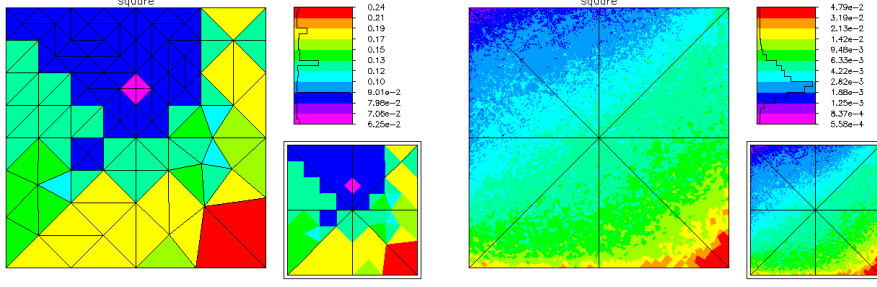 square
0.24
0.21
0.19
0.17
0.15
0.13
0.12
0.10
9.01e-2
7.98e-2
7.06e-2
6.25e-2
square
4.79e-2
3.19e-2
2.13e-2
1.42e-2
9.48e-3
6.33e-3
4.22e-3
2.82e-3
1.88e-3
1.25e-3
8.37e-4
5.58e-4